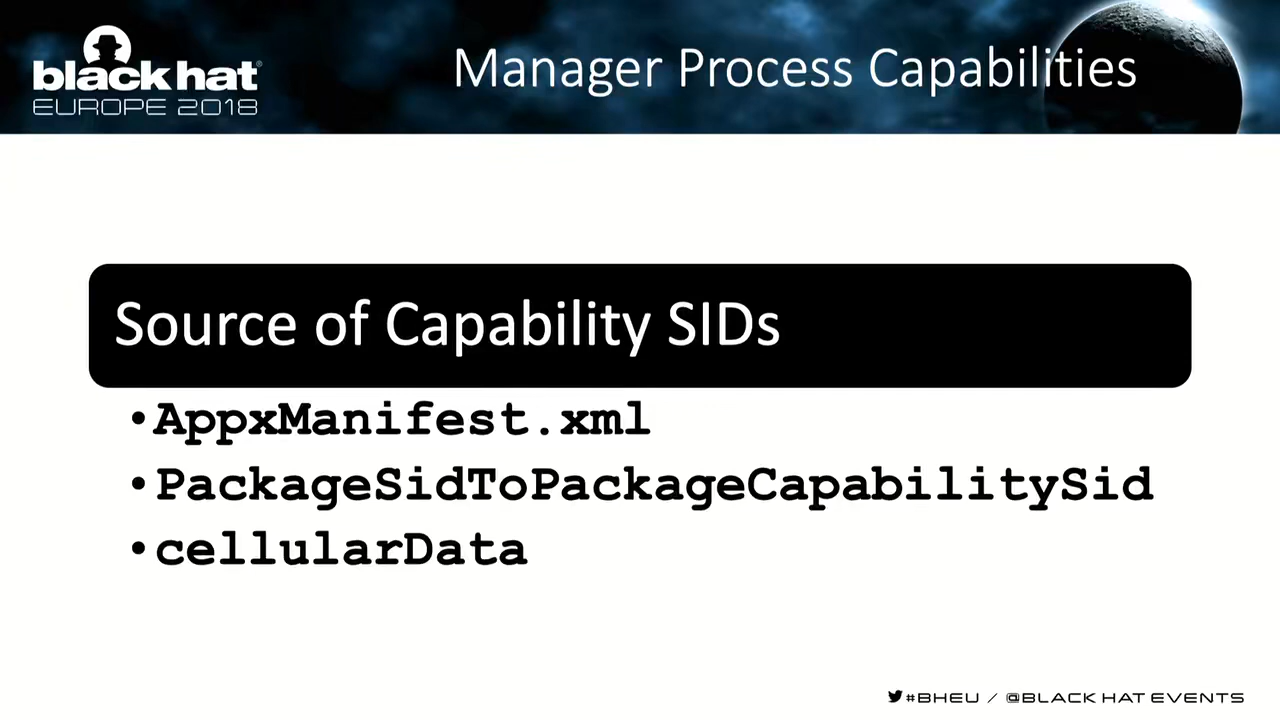 black hat®
EUROPE 2018
Manager Process Capabilities
Source of Capability SIDs
•AppxManifest.xml
•PackageSidToPackageCapabilitySid
•cellularData
#BHEU / @BLACK HAT EVENTS